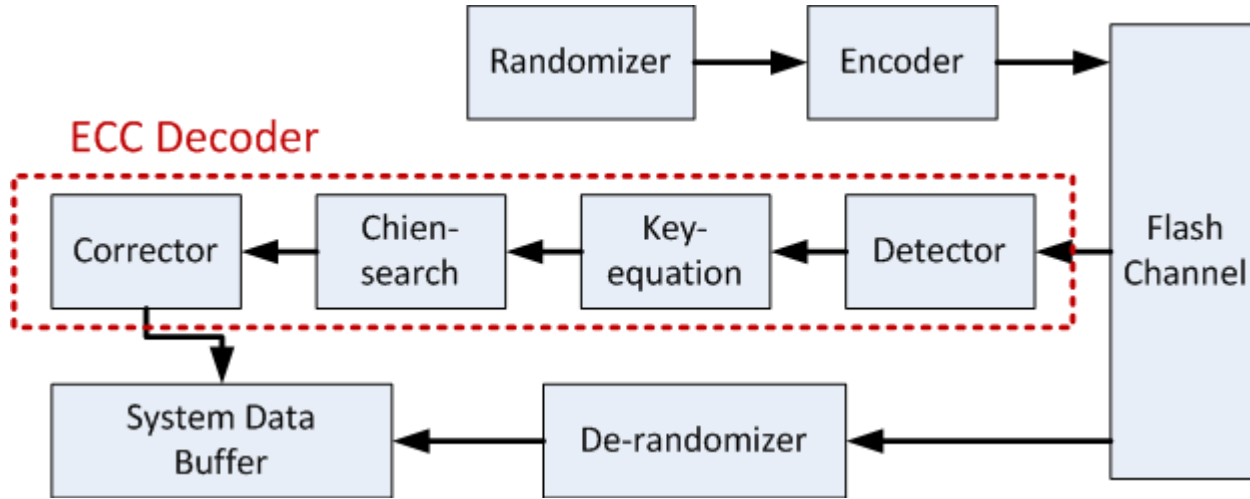 Randomizer
Encoder
ECC Decoder
Corrector
Chien-
search
Key-
equation
Detector
Flash
Channel
System Data
Buffer
De-randomizer